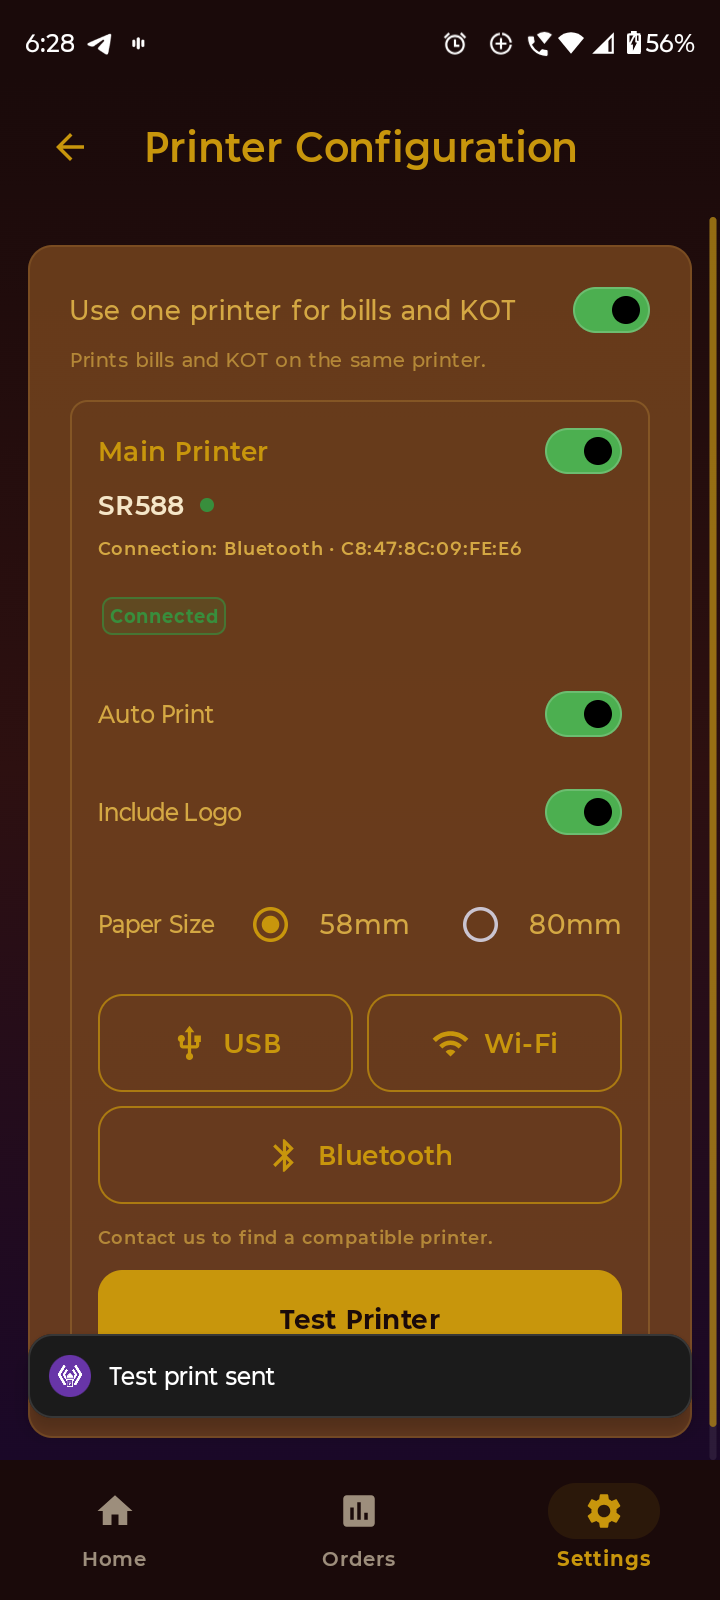 6:28
56%
Printer Configuration
Use one printer for bills and KOT
Prints bills and KOT on the same printer.
Main Printer
SR588
Connection: Bluetooth · C8:47:8C:09:FE:E6
Connected
Auto Print
Include Logo
Paper Size
58mm
80mm
USB
Wi-Fi
Bluetooth
Contact us to find a compatible printer.
Test Printer
Test print sent
Home
Orders
Settings